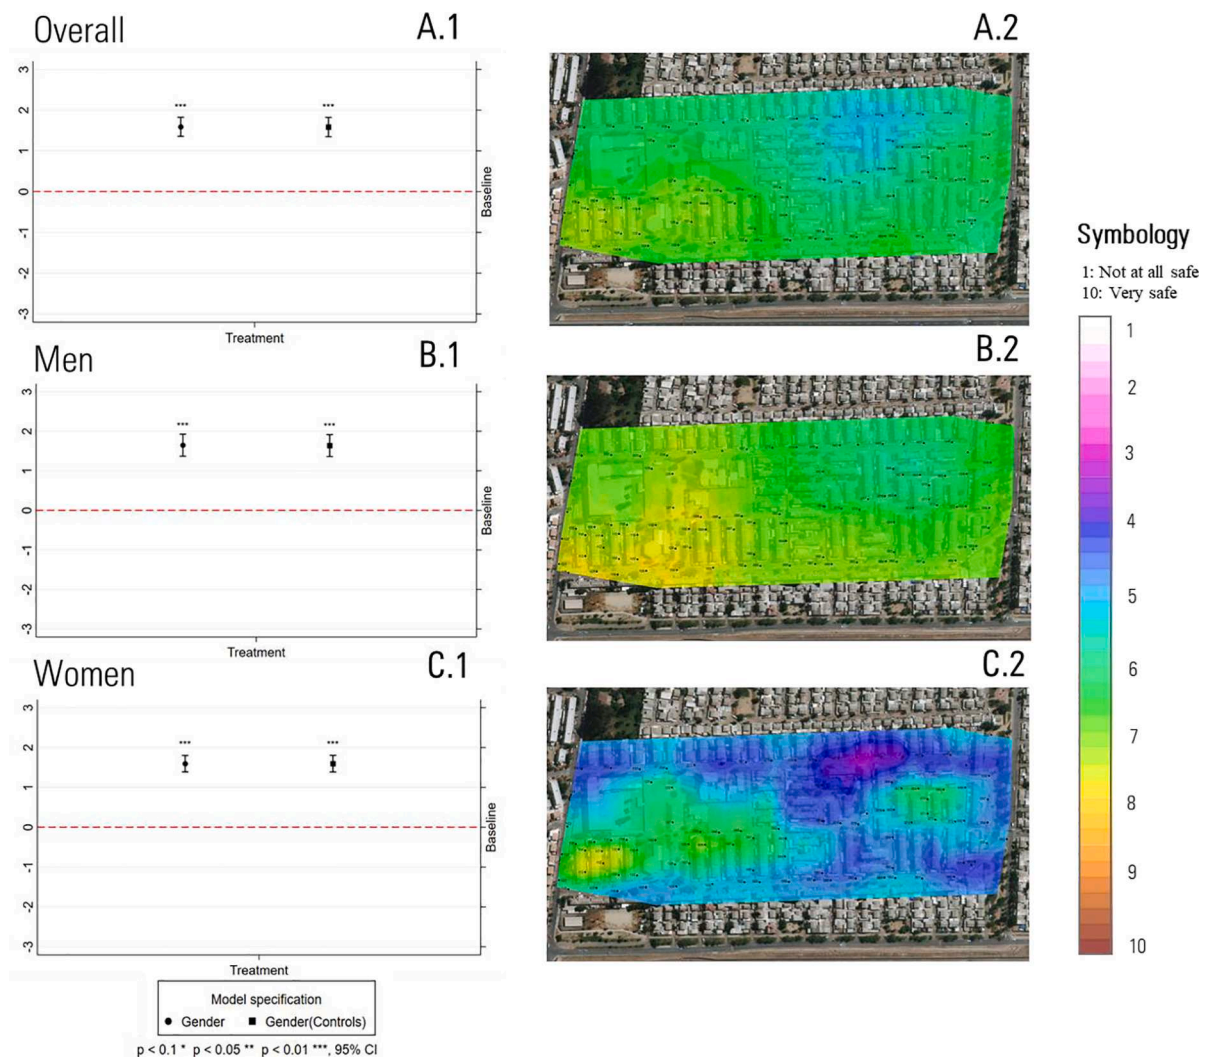 Overall
A.1
3
2
1
0
-1
-2
-3
***
***
Baseline
Treatment
A.2
Men
B.1
3
2
1
0
-1
-2
-3
***
***
Baseline
Treatment
B.2
Women
C.1
3
2
1
0
-1
-2
-3
***
***
Baseline
Treatment
C.2
Model specification
Gender Gender(Controls)
p < 0.1 * p < 0.05 ** p < 0.01 ***, 95% CI
Symbology
1: Not at all safe
10: Very safe
1
2
3
4
5
6
7
8
9
10